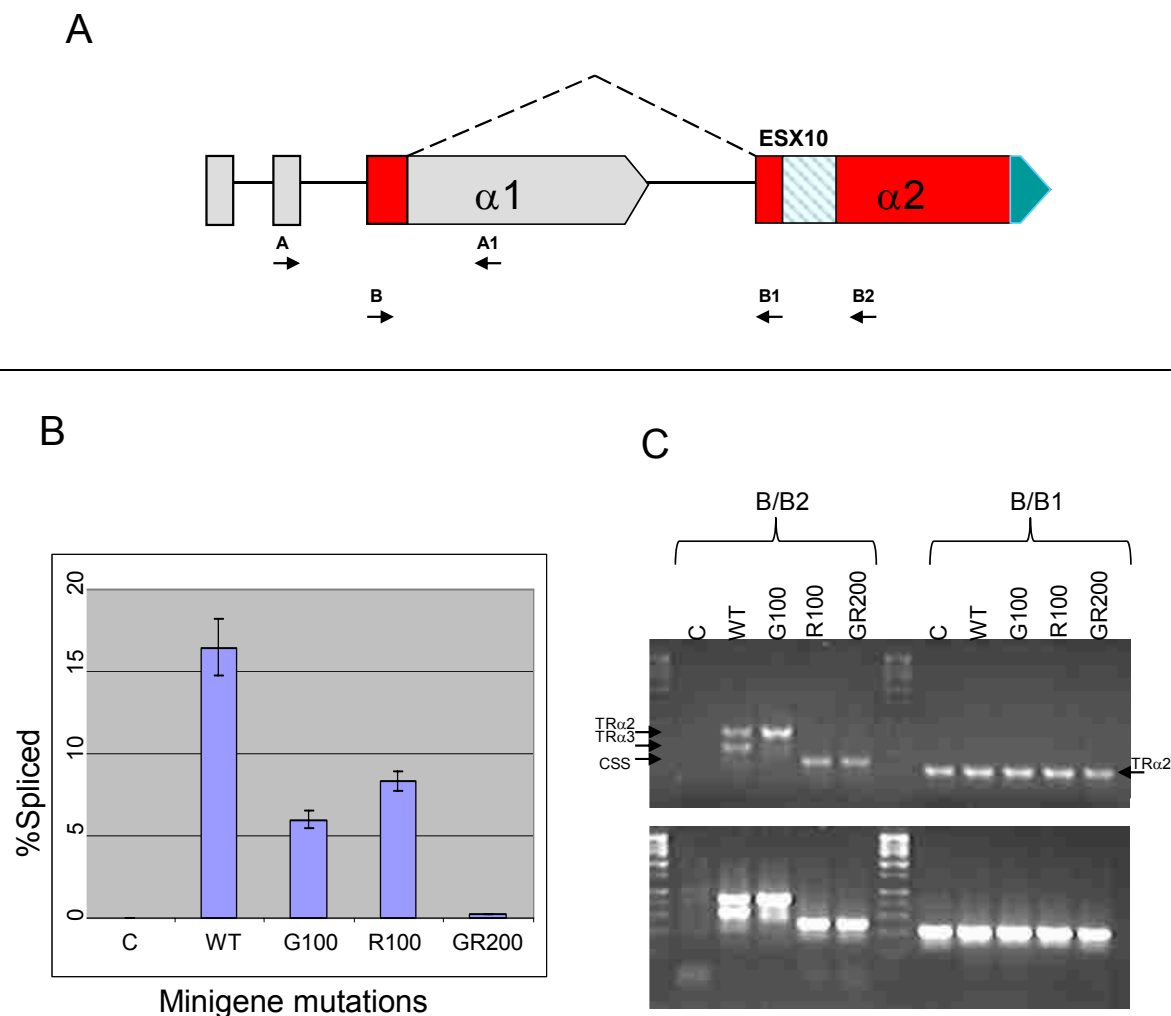 A
ESX10
α1
α2
A
A1
B
B1
B2
B
%Spliced
20
15
10
5
0
C
WT
G100
R100
GR200
Minigene mutations
C
B/B2
B/B1
C
WT
G100
R100
GR200
C
WT
G100
R100
GR200
TRα2
TRα3
CSS
TRα2